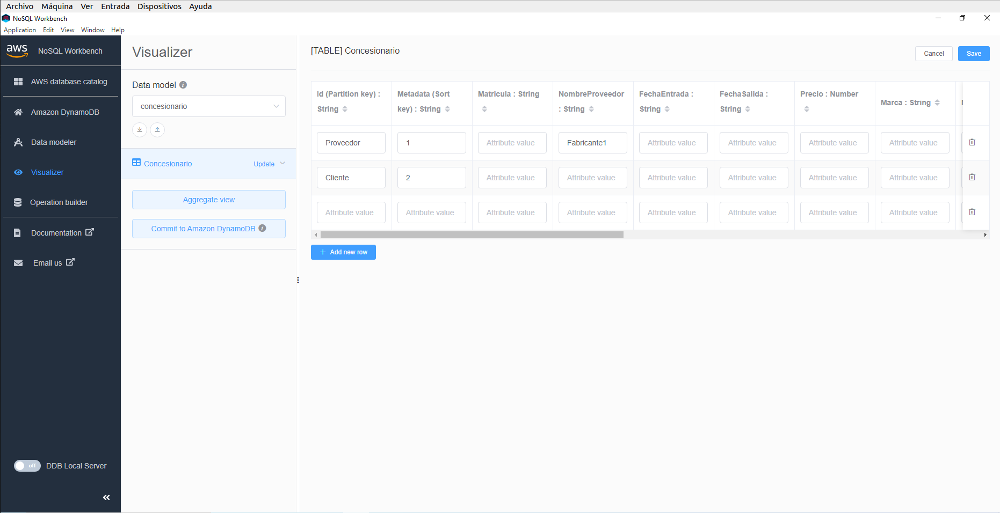 Archivo Máquina Ver Entrada Dispositivos Ayuda
NoSQL Workbench
Application Edit View Window Help
aws NoSQL Workbench
AWS database catalog
Amazon DynamoDB
Data modeler
Visualizer
Operation builder
Documentation
Email us
off DDB Local Server
Visualizer
Data model
concesionario
Concesionario Update
Aggregate view
Commit to Amazon DynamoDB
[TABLE] Concesionario
Cancel Save
Id (Partition key) : String
Metadata (Sort key) : String
Matricula : String
NombreProveedor : String
FechaEntrada : String
FechaSalida : String
Precio : Number
Marca : String
Proveedor 1 Attribute value Fabricante1 Attribute value Attribute value Attribute value Attribute value
Cliente 2 Attribute value Attribute value Attribute value Attribute value Attribute value Attribute value
Attribute value Attribute value Attribute value Attribute value Attribute value Attribute value Attribute value Attribute value
+ Add new row